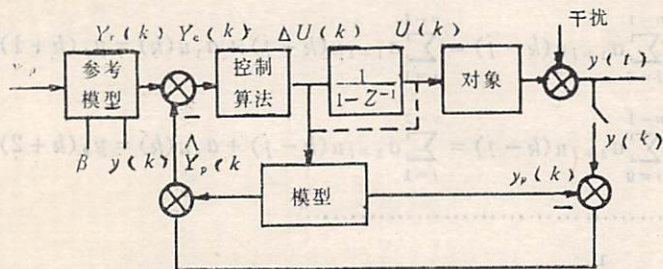 干扰
Yr(k) Yc(k) ΔU(k) U(k) y(t)
参考
模型
控制
算法
1
1-Z⁻¹
对象
β y(k) Yp(k y(k)
模型
yp(k)